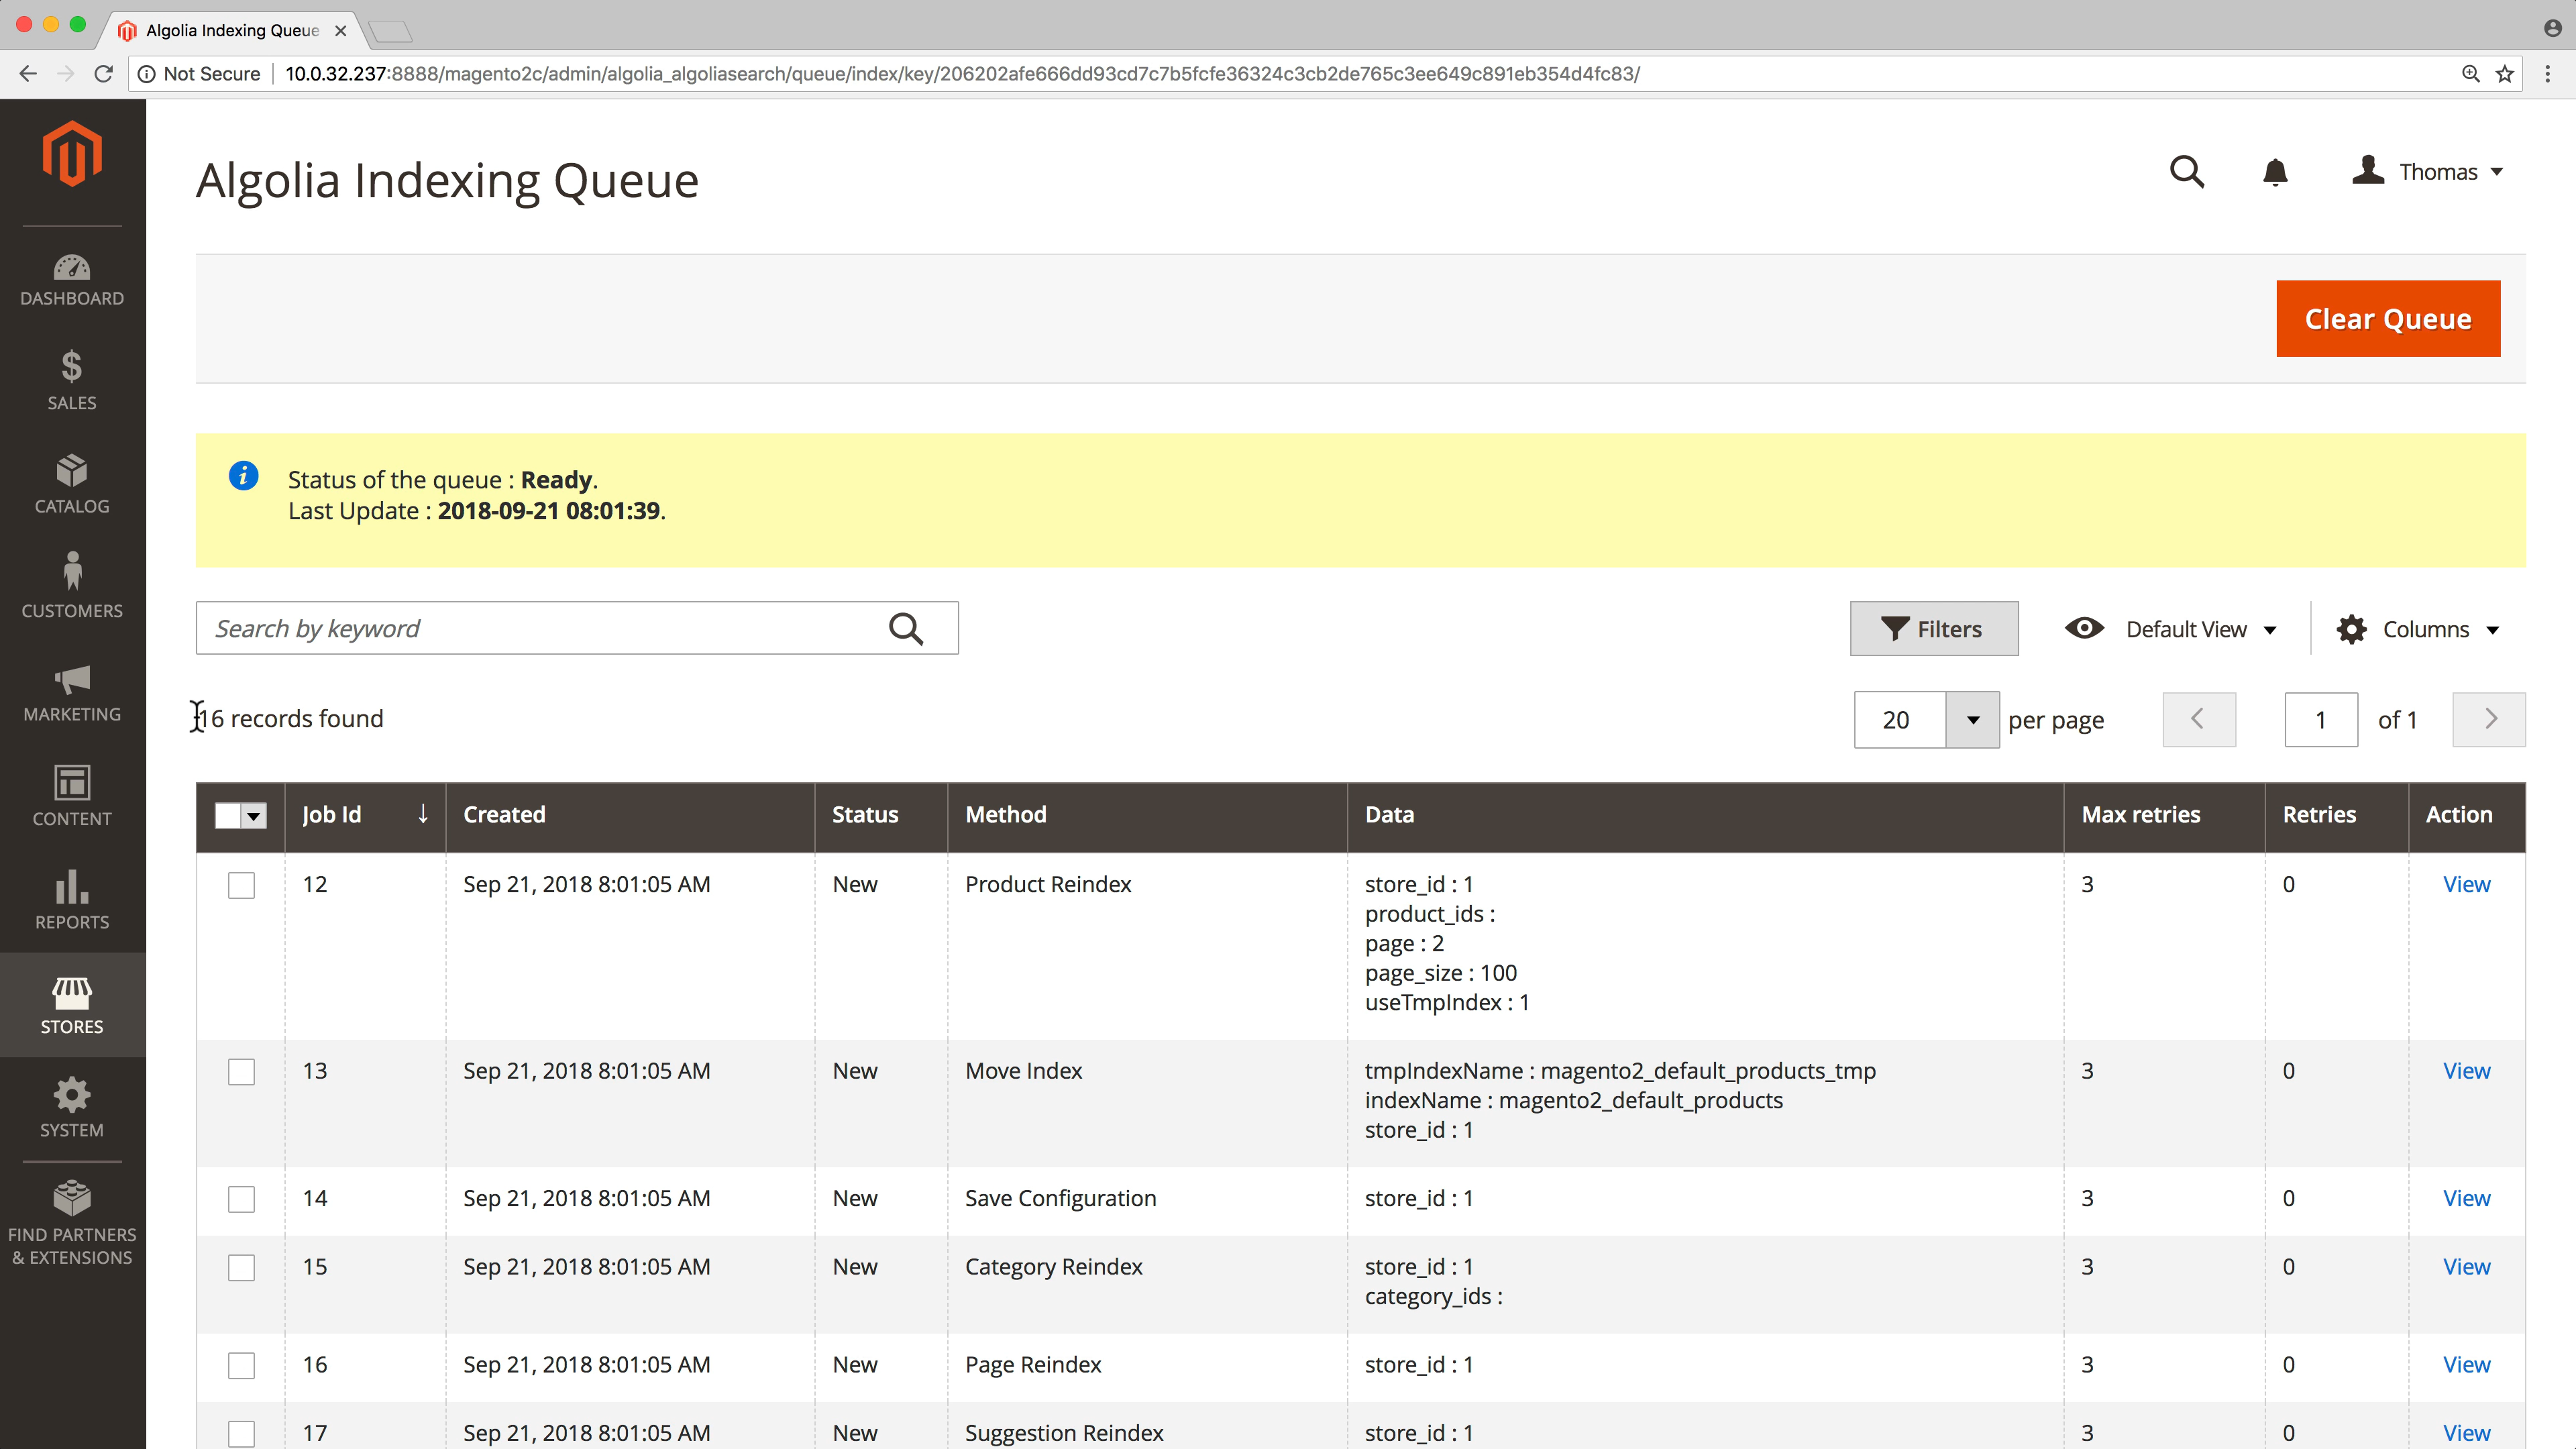 Algolia Indexing Queue
Not Secure
10.0.32.237:8888/magento2c/admin/algolia_algoliasearch/queue/index/key/206202afe666dd93cd7c7b5fcfe36324c3cb2de765c3ee649c891eb354d4fc83/
DASHBOARD
SALES
CATALOG
CUSTOMERS
MARKETING
CONTENT
REPORTS
STORES
SYSTEM
FIND PARTNERS
& EXTENSIONS
Algolia Indexing Queue
Thomas
Clear Queue
Status of the queue : Ready.
Last Update : 2018-09-21 08:01:39.
Search by keyword
Filters
Default View
Columns
16 records found
20 per page
1 of 1
Job Id Created Status Method Data Max retries Retries Action
12 Sep 21, 2018 8:01:05 AM New Product Reindex store_id : 1 3 0 View
product_ids :
page : 2
page_size : 100
useTmpIndex : 1
13 Sep 21, 2018 8:01:05 AM New Move Index tmpIndexName : magento2_default_products_tmp 3 0 View
indexName : magento2_default_products
store_id : 1
14 Sep 21, 2018 8:01:05 AM New Save Configuration store_id : 1 3 0 View
15 Sep 21, 2018 8:01:05 AM New Category Reindex store_id : 1 3 0 View
category_ids :
16 Sep 21, 2018 8:01:05 AM New Page Reindex store_id : 1 3 0 View
17 Sep 21, 2018 8:01:05 AM New Suggestion Reindex store_id : 1 3 0 View